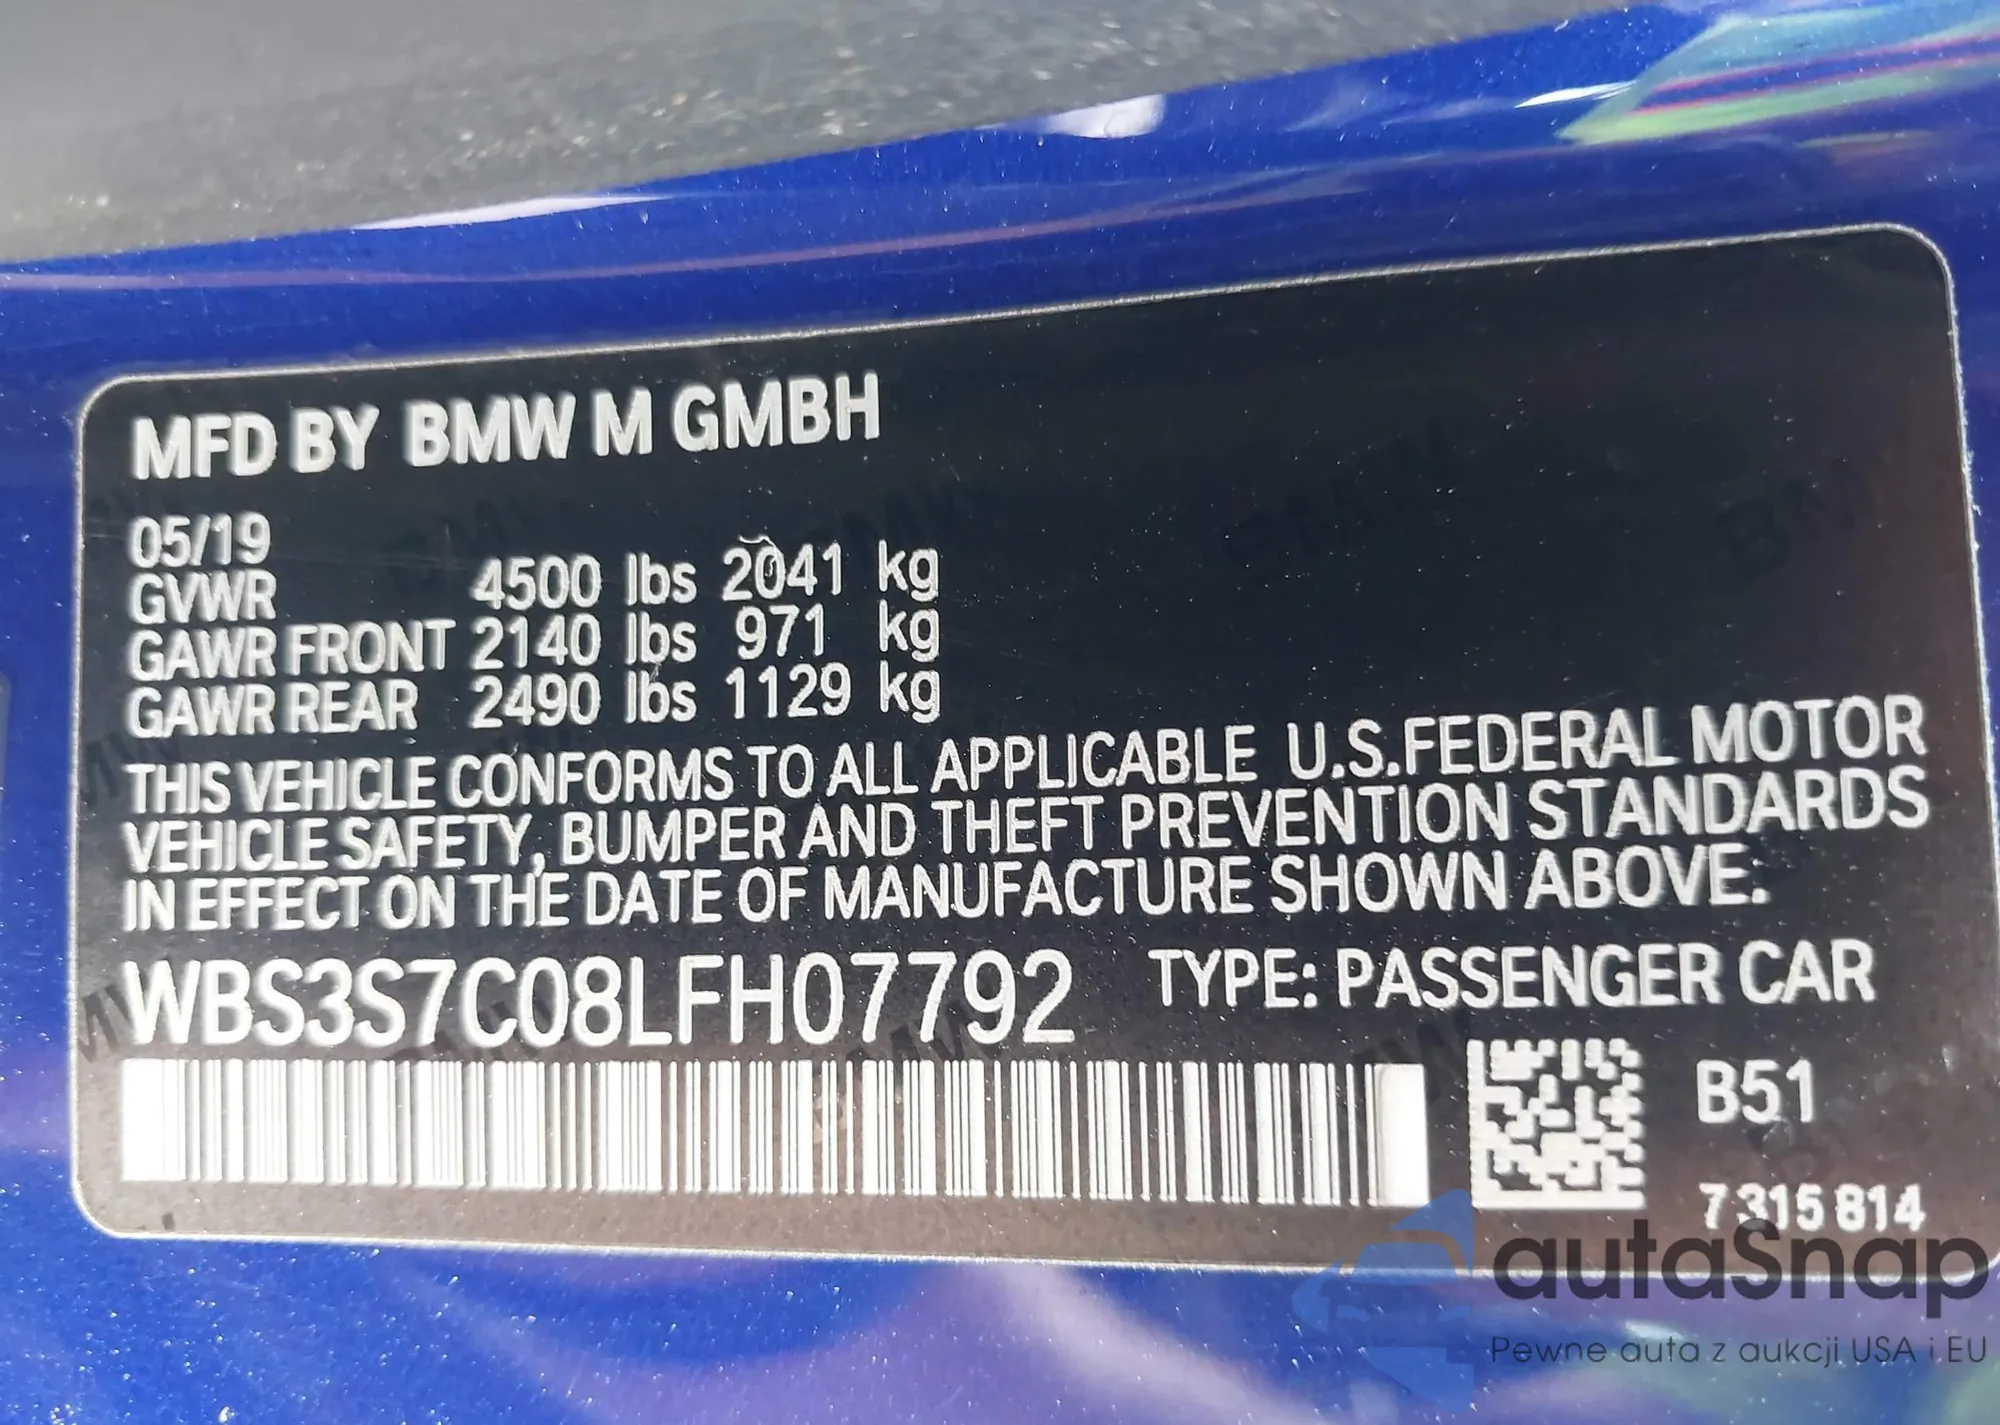 MFD BY BMW M GMBH
05/19
GVWR 4500 lbs 2041 kg
GAWR FRONT 2140 lbs 971 kg
GAWR REAR 2490 lbs 1129 kg
THIS VEHICLE CONFORMS TO ALL APPLICABLE U.S.FEDERAL MOTOR
VEHICLE SAFETY, BUMPER AND THEFT PREVENTION STANDARDS
IN EFFECT ON THE DATE OF MANUFACTURE SHOWN ABOVE.
WBS3S7C08LFH07792 TYPE: PASSENGER CAR
B51
7 315 814
autaSnap
Pewne auta z aukcji USA i EU